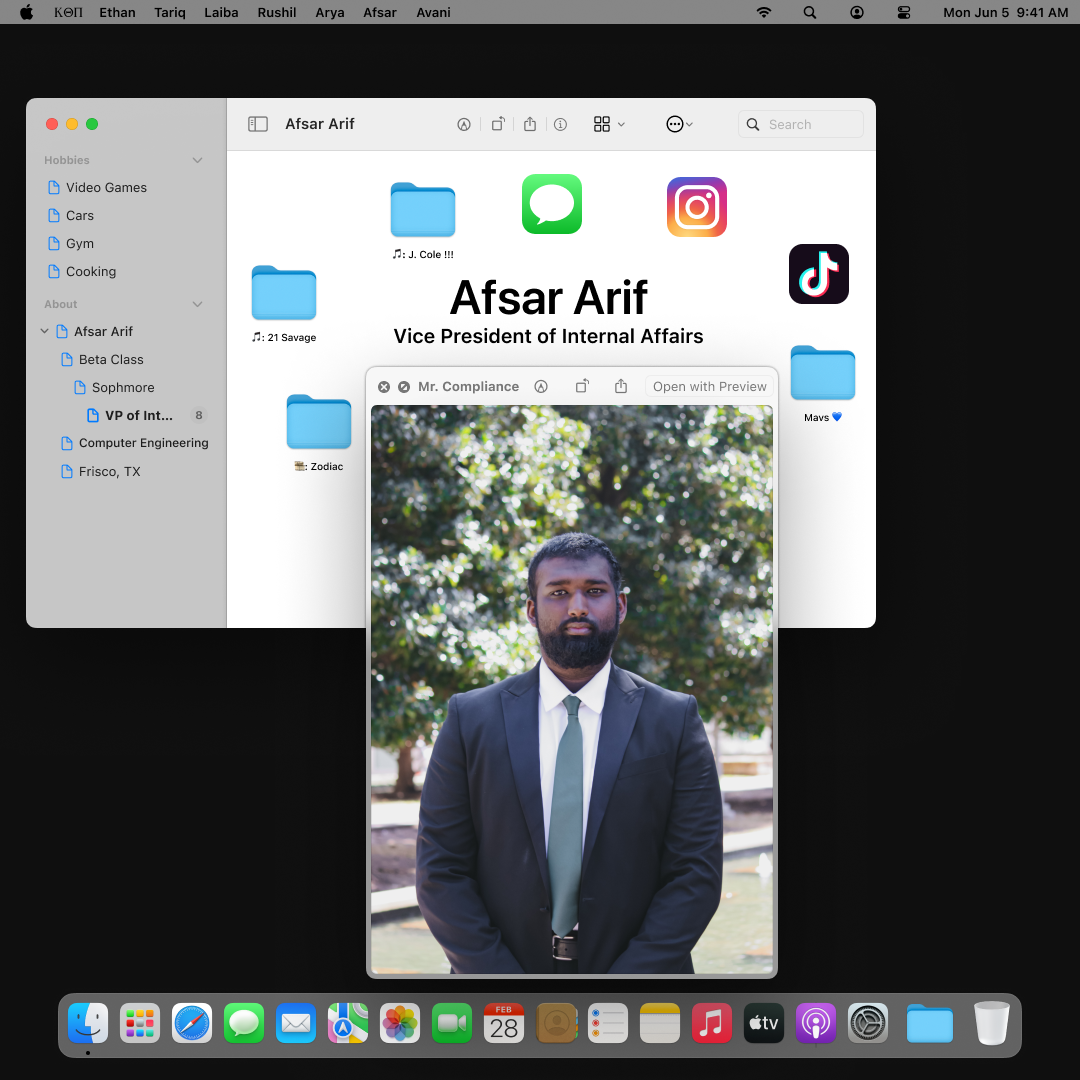 ΚΘΠ Ethan Tariq Laiba Rushil Arya Afsar Avani Mon Jun 5 9:41 AM
Afsar Arif
Search
Hobbies
Video Games
Cars
Gym
Cooking
About
Afsar Arif
Beta Class
Sophmore
VP of Int... 8
Computer Engineering
Frisco, TX
🎵: J. Cole !!!
🎵: 21 Savage
Afsar Arif
Vice President of Internal Affairs
Mavs 💙
: Zodiac
Mr. Compliance Open with Preview
FEB
28
tv